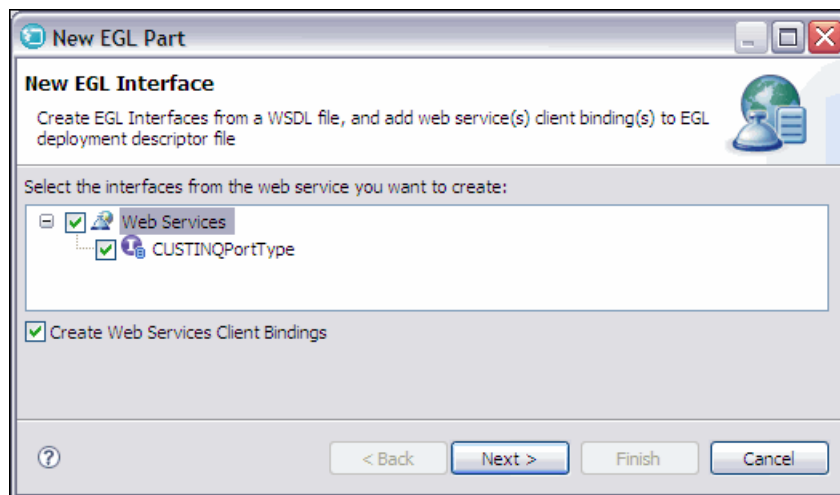 New EGL Part
New EGL Interface
Create EGL Interfaces from a WSDL file, and add web service(s) client binding(s) to EGL
deployment descriptor file
Select the interfaces from the web service you want to create:
Web Services
CUSTINQPortType
Create Web Services Client Bindings
< Back Next > Finish Cancel